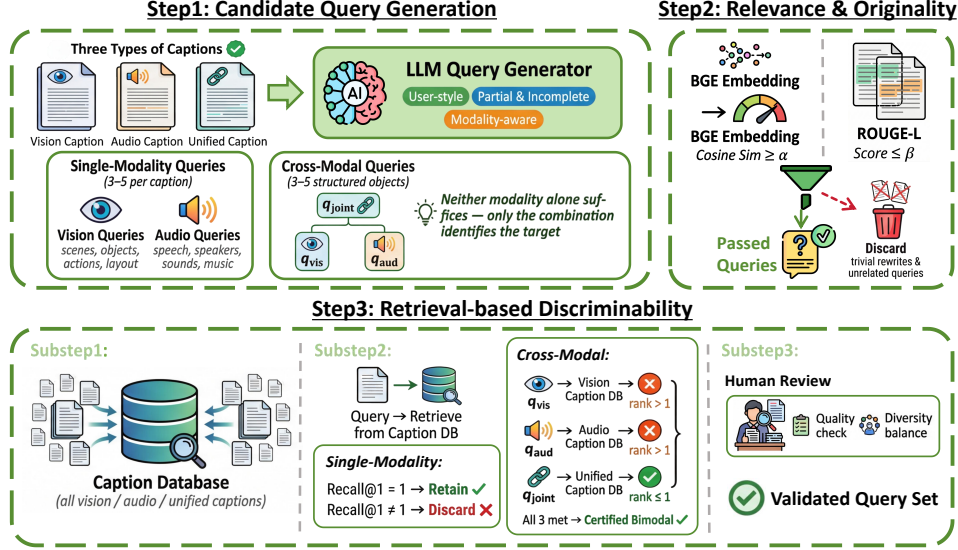 Step1: Candidate Query Generation
Three Types of Captions
Vision Caption
Audio Caption
Unified Caption
AI
LLM Query Generator
User-style
Partial & Incomplete
Modality-aware
Single-Modality Queries
(3–5 per caption)
Vision Queries
scenes, objects,
actions, layout
Audio Queries
speech, speakers,
sounds, music
Cross-Modal Queries
(3–5 structured objects)
q_joint
q_vis
q_aud
Neither modality alone suf-
fices — only the combination
identifies the target
Step2: Relevance & Originality
BGE Embedding
BGE Embedding
Cosine Sim ≥ α
ROUGE-L
Score ≤ β
Passed
Queries
?
Discard
trivial rewrites &
unrelated queries
Step3: Retrieval-based Discriminability
Substep1:
Caption Database
(all vision / audio / unified captions)
Substep2:
Query → Retrieve
from Caption DB
Single-Modality:
Recall@1 = 1 → Retain ✓
Recall@1 ≠ 1 → Discard ✗
Cross-Modal:
q_vis → Vision Caption DB → rank > 1
q_aud → Audio Caption DB → rank > 1
q_joint → Unified Caption DB → rank ≤ 1
All 3 met → Certified Bimodal ✓
Substep3:
Human Review
Quality
check
Diversity
balance
Validated Query Set